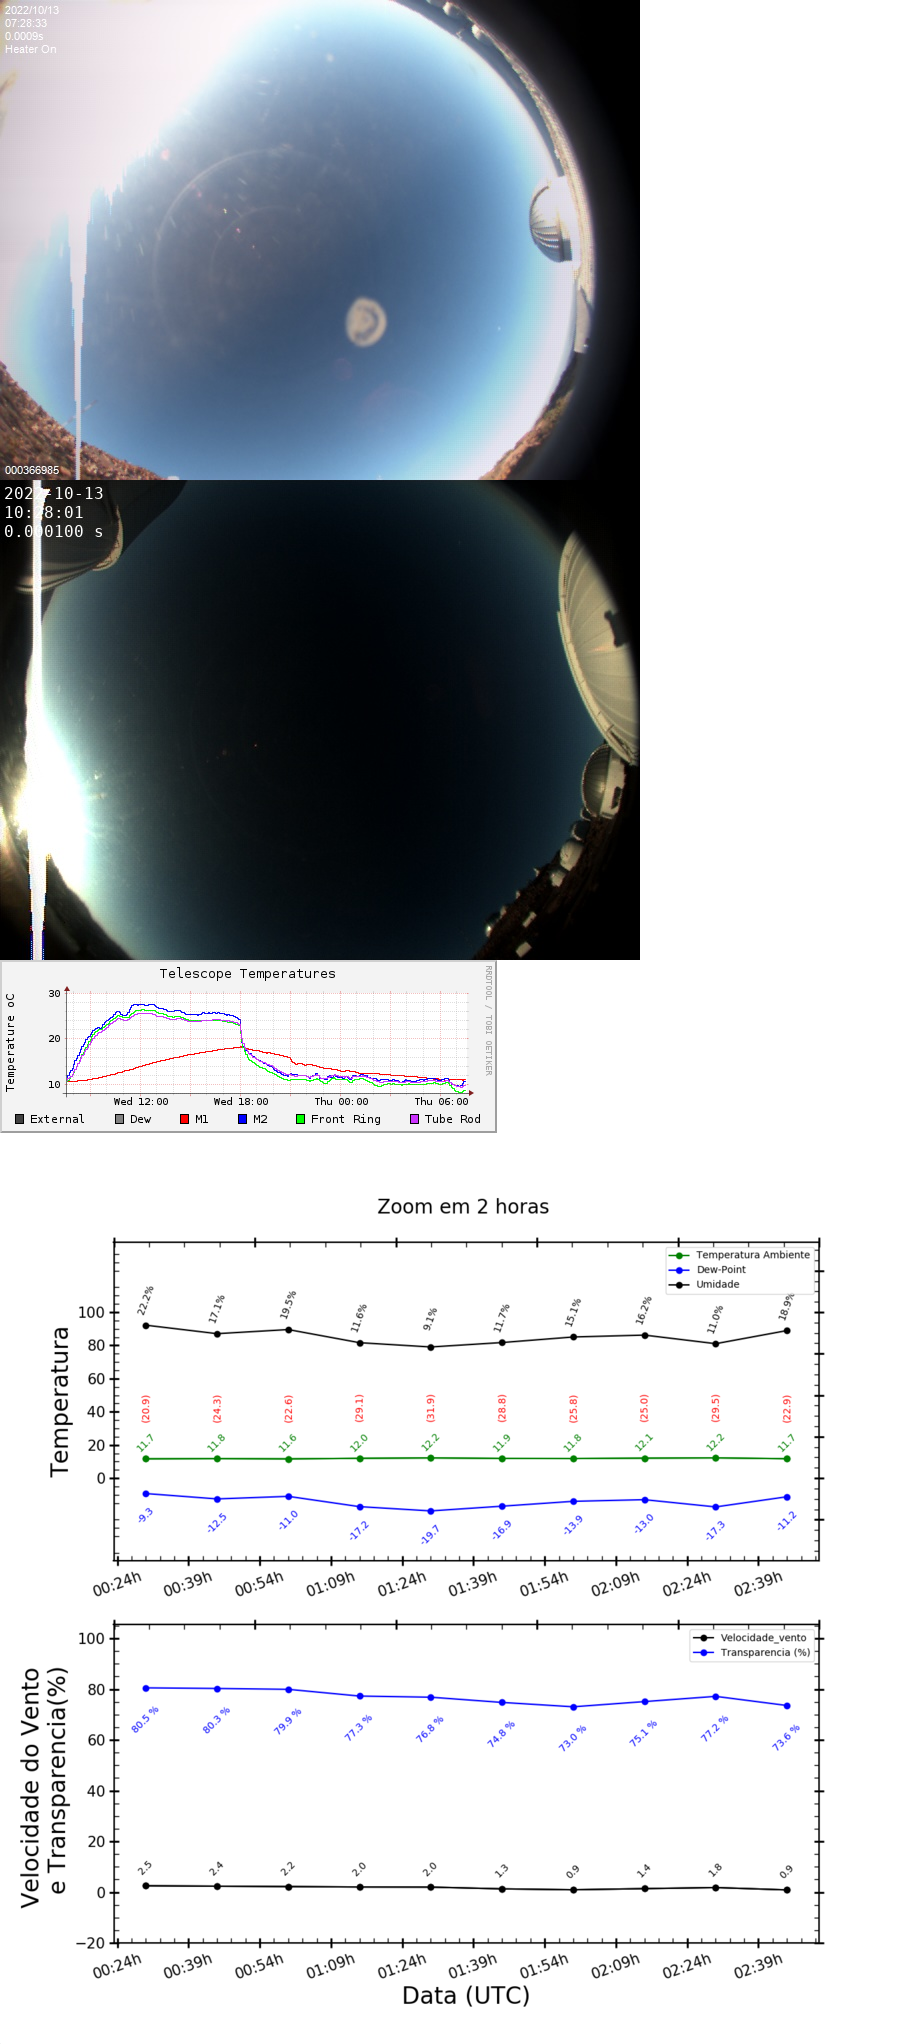 2022/10/13
07:28:33
0.0009s
Heater On
000366985
2022-10-13
10:28:01
0.000100 s
Telescope Temperatures
Temperature oC
30
20
10
Wed 12:00 Wed 18:00 Thu 00:00 Thu 06:00
External Dew M1 M2 Front Ring Tube Rod
RRDTOOL / TOBI OETIKER
Zoom em 2 horas
Temperatura Ambiente
Dew-Point
Umidade
Temperatura
100
80
60
40
20
0
22.2% 17.1% 19.5% 11.6% 9.1% 11.7% 15.1% 16.2% 11.0% 18.9%
(20.9) (24.3) (22.6) (29.1) (31.9) (28.8) (25.8) (25.0) (29.5) (22.9)
11.7 11.8 11.6 12.0 12.2 11.9 11.8 12.1 12.2 11.7
-9.3 -12.5 -11.0 -17.2 -19.7 -16.9 -13.9 -13.0 -17.3 -11.2
00:24h 00:39h 00:54h 01:09h 01:24h 01:39h 01:54h 02:09h 02:24h 02:39h
Velocidade_vento
Transparencia (%)
Velocidade do Vento
e Transparencia(%)
100
80
60
40
20
0
−20
80.5 % 80.3 % 79.9 % 77.3 % 76.8 % 74.8 % 73.0 % 75.1 % 77.2 % 73.6 %
2.5 2.4 2.2 2.0 2.0 1.3 0.9 1.4 1.8 0.9
00:24h 00:39h 00:54h 01:09h 01:24h 01:39h 01:54h 02:09h 02:24h 02:39h
Data (UTC)